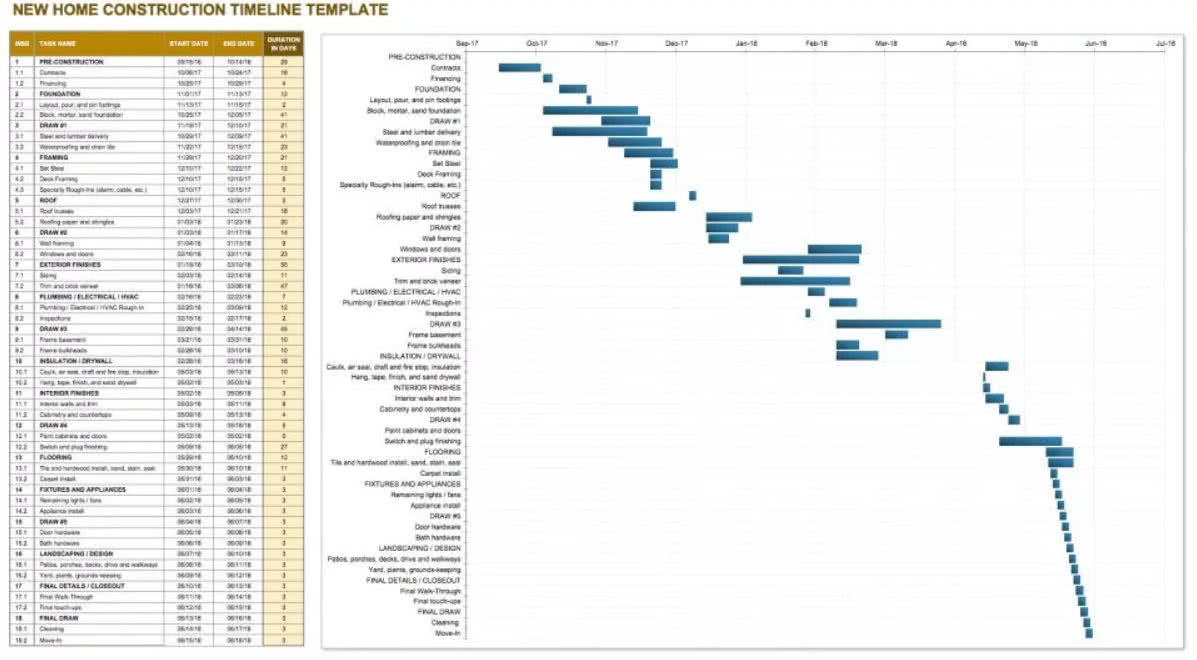 NEW HOME CONSTRUCTION TIMELINE TEMPLATE
WBS TASK NAME START DATE END DATE DURATION IN DAYS
1 PRE-CONSTRUCTION 10/14/18 29
1.1 Contracts 10/06/17 10/24/17 18
1.2 Financing 10/25/17 10/29/17 4
2 FOUNDATION 11/01/17 11/13/17 12
2.1 Layout, pour, and pin footings 11/13/17 11/15/17 2
2.2 Block, mortar, sand foundation 10/25/17 12/05/17 41
3 DRAW #1 11/19/17 12/10/17 21
3.1 Steel and lumber delivery 10/29/17 12/09/17 41
3.2 Waterproofing and drain tile 11/22/17 12/15/17 23
4 FRAMING 11/29/17 12/20/17 21
4.1 Set Steel 12/10/17 12/22/17 12
4.2 Deck Framing 12/10/17 12/15/17 5
4.3 Specialty Rough-Ins (alarm, cable, etc.) 12/10/17 12/15/17 5
5 ROOF 12/27/17 12/30/17 3
5.1 Roof trusses 12/03/17 12/21/17 18
5.2 Roofing paper and shingles 01/03/18 01/23/18 20
6 DRAW #2 01/03/18 01/17/18 14
6.1 Wall framing 01/04/18 01/13/18 9
6.2 Windows and doors 02/16/18 03/11/18 23
7 EXTERIOR FINISHES 01/19/18 03/10/18 50
7.1 Siding 02/03/18 02/14/18 11
7.2 Trim and brick veneer 01/18/18 03/06/18 47
8 PLUMBING / ELECTRICAL / HVAC 02/16/18 02/23/18 7
8.1 Plumbing / Electrical / HVAC Rough-In 02/25/18 03/09/18 12
8.2 Inspections 02/15/18 02/17/18 2
9 DRAW #3 02/28/18 04/14/18 45
9.1 Frame basement 03/21/18 03/31/18 10
9.2 Frame bulkheads 02/28/18 03/10/18 10
10 INSULATION / DRYWALL 02/28/18 03/18/18 18
10.1 Caulk, air seal, draft and fire stop, insulation 05/03/18 05/13/18 10
10.2 Hang, tape, finish, and sand drywall 05/02/18 05/03/18 1
11 INTERIOR FINISHES 05/02/18 05/05/18 3
11.1 Interior walls and trim 05/03/18 05/11/18 8
11.2 Cabinetry and countertops 05/09/18 05/13/18 4
12 DRAW #4 05/13/18 05/18/18 5
12.1 Paint cabinets and doors 05/02/18 05/02/18 0
12.2 Switch and plug finishing 05/09/18 06/05/18 27
13 FLOORING 05/29/18 06/10/18 12
13.1 Tile and hardwood install, sand, stain, seal 05/30/18 06/10/18 11
13.2 Carpet install 05/31/18 06/03/18 3
14 FIXTURES AND APPLIANCES 06/01/18 06/04/18 3
14.1 Remaining lights / fans 06/02/18 06/05/18 3
14.2 Appliance install 06/03/18 06/06/18 3
15 DRAW #5 06/04/18 06/07/18 3
15.1 Door hardware 06/05/18 06/08/18 3
15.2 Bath hardware 06/06/18 06/09/18 3
16 LANDSCAPING / DESIGN 06/07/18 06/10/18 3
16.1 Patios, porches, decks, drive and walkways 06/08/18 06/11/18 3
16.2 Yard, plants, grounds-keeping 06/09/18 06/12/18 3
17 FINAL DETAILS / CLOSEOUT 06/10/18 06/13/18 3
17.1 Final Walk-Through 06/11/18 06/14/18 3
17.2 Final touch-ups 06/12/18 06/15/18 3
18 FINAL DRAW 06/13/18 06/16/18 3
18.1 Cleaning 06/14/18 06/17/18 3
18.2 Move-In 06/15/18 06/18/18 3
Sep-17 Oct-17 Nov-17 Dec-17 Jan-18 Feb-18 Mar-18 Apr-18 May-18 Jun-18 Jul-18
PRE-CONSTRUCTION
Contracts
Financing
FOUNDATION
Layout, pour, and pin footings
Block, mortar, sand foundation
DRAW #1
Steel and lumber delivery
Waterproofing and drain tile
FRAMING
Set Steel
Deck Framing
Specialty Rough-Ins (alarm, cable, etc.)
ROOF
Roof trusses
Roofing paper and shingles
DRAW #2
Wall framing
Windows and doors
EXTERIOR FINISHES
Siding
Trim and brick veneer
PLUMBING / ELECTRICAL / HVAC
Plumbing / Electrical / HVAC Rough-In
Inspections
DRAW #3
Frame basement
Frame bulkheads
INSULATION / DRYWALL
Caulk, air seal, draft and fire stop, insulation
Hang, tape, finish, and sand drywall
INTERIOR FINISHES
Interior walls and trim
Cabinetry and countertops
DRAW #4
Paint cabinets and doors
Switch and plug finishing
FLOORING
Tile and hardwood install, sand, stain, seal
Carpet install
FIXTURES AND APPLIANCES
Remaining lights / fans
Appliance install
DRAW #5
Door hardware
Bath hardware
LANDSCAPING / DESIGN
Patios, porches, decks, drive and walkways
Yard, plants, grounds-keeping
FINAL DETAILS / CLOSEOUT
Final Walk-Through
Final touch-ups
FINAL DRAW
Cleaning
Move-In